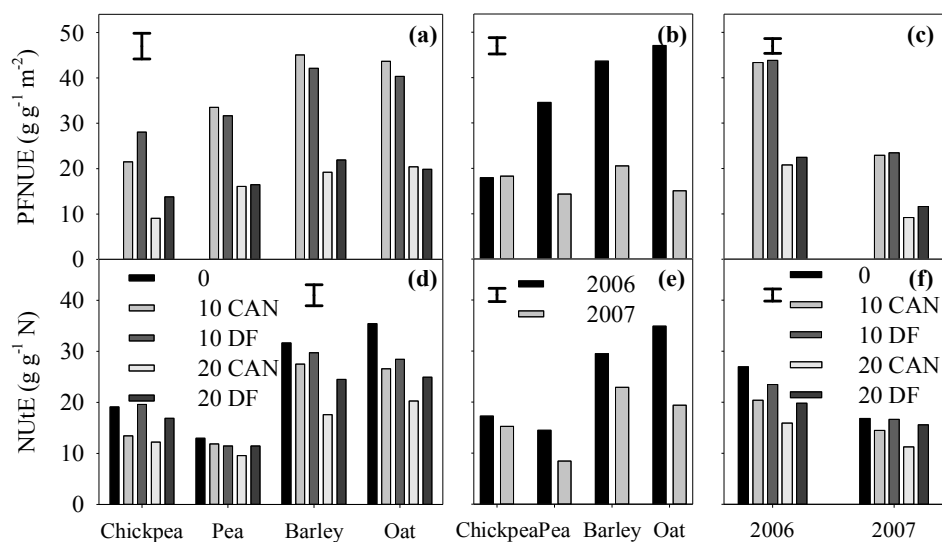 50
40
30
20
10
0
PFNUE (g g⁻¹ m⁻²)
(a)
(b)
(c)
40
30
20
10
0
NUtE (g g⁻¹ N)
0
10 CAN
10 DF
20 CAN
20 DF
(d)
2006
2007
(e)
0
10 CAN
10 DF
20 CAN
20 DF
(f)
Chickpea Pea Barley Oat
Chickpea Pea Barley Oat
2006 2007